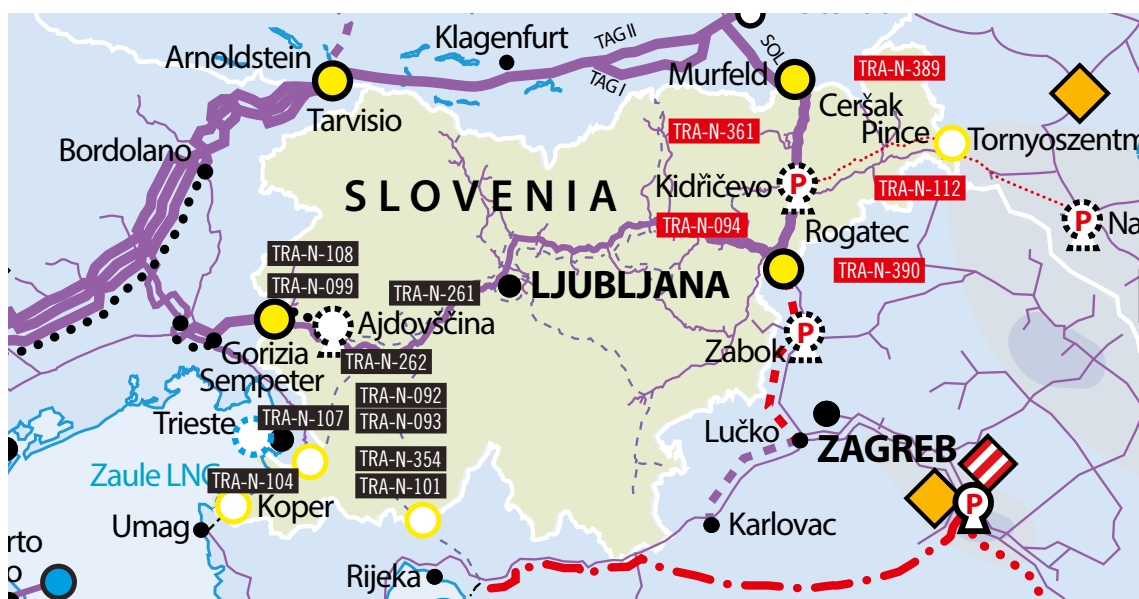 Klagenfurt
TAG II
TAG I
SOL
Arnoldstein
Tarvisio
Murfeld
TRA-N-389
Ceršak
Pince
Tornyoszentm
TRA-N-361
Bordolano
SLOVENIA
Kidričevo
P
TRA-N-112
P
Na
TRA-N-094
Rogatec
TRA-N-108
TRA-N-099
TRA-N-261
LJUBLJANA
TRA-N-390
Ajdovščina
Gorizia
Sempeter
TRA-N-262
Zabok
P
TRA-N-092
TRA-N-093
TRA-N-107
Trieste
Lučko
ZAGREB
Zaule LNG
TRA-N-354
TRA-N-104
TRA-N-101
Koper
P
Umag
Karlovac
rto
o
Rijeka